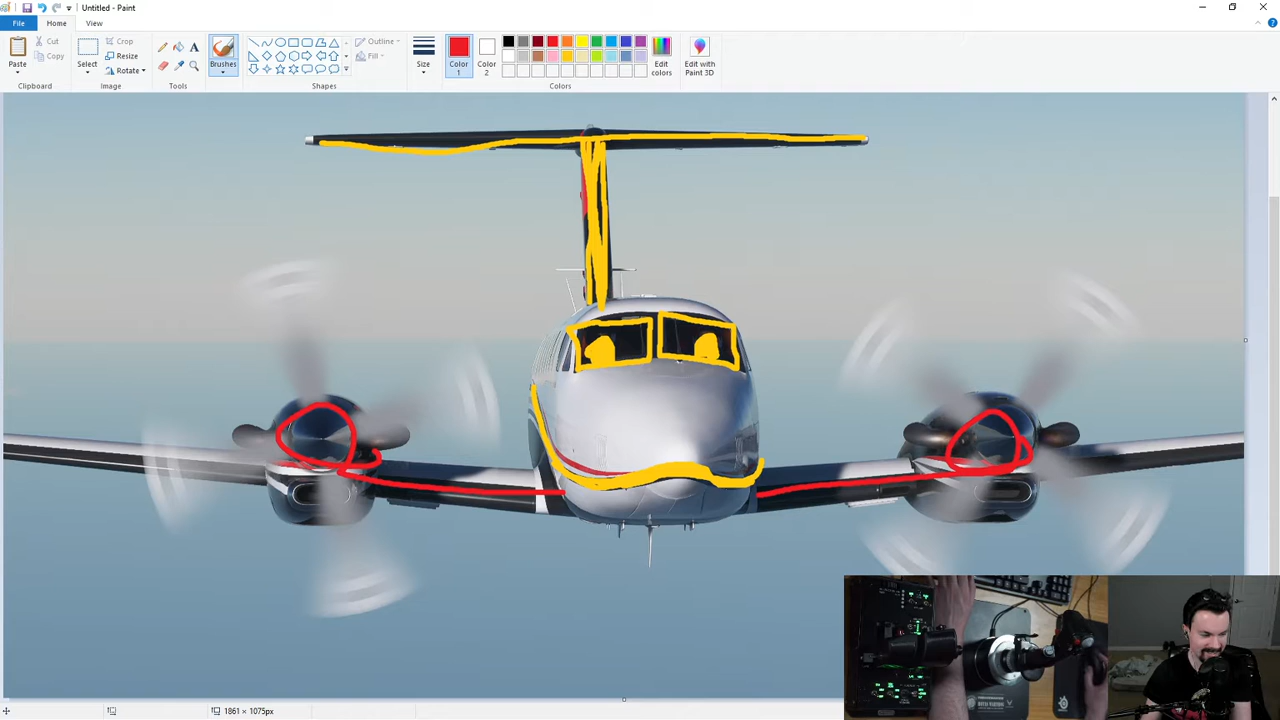 Untitled - Paint
File Home View
Paste
Cut
Copy
Clipboard
Select
Crop
Resize
Rotate
Image
Tools
Brushes
Shapes
Outline
Fill
Size
Color 1
Color 2
Edit colors
Colors
Edit with Paint 3D
1861 × 1075px